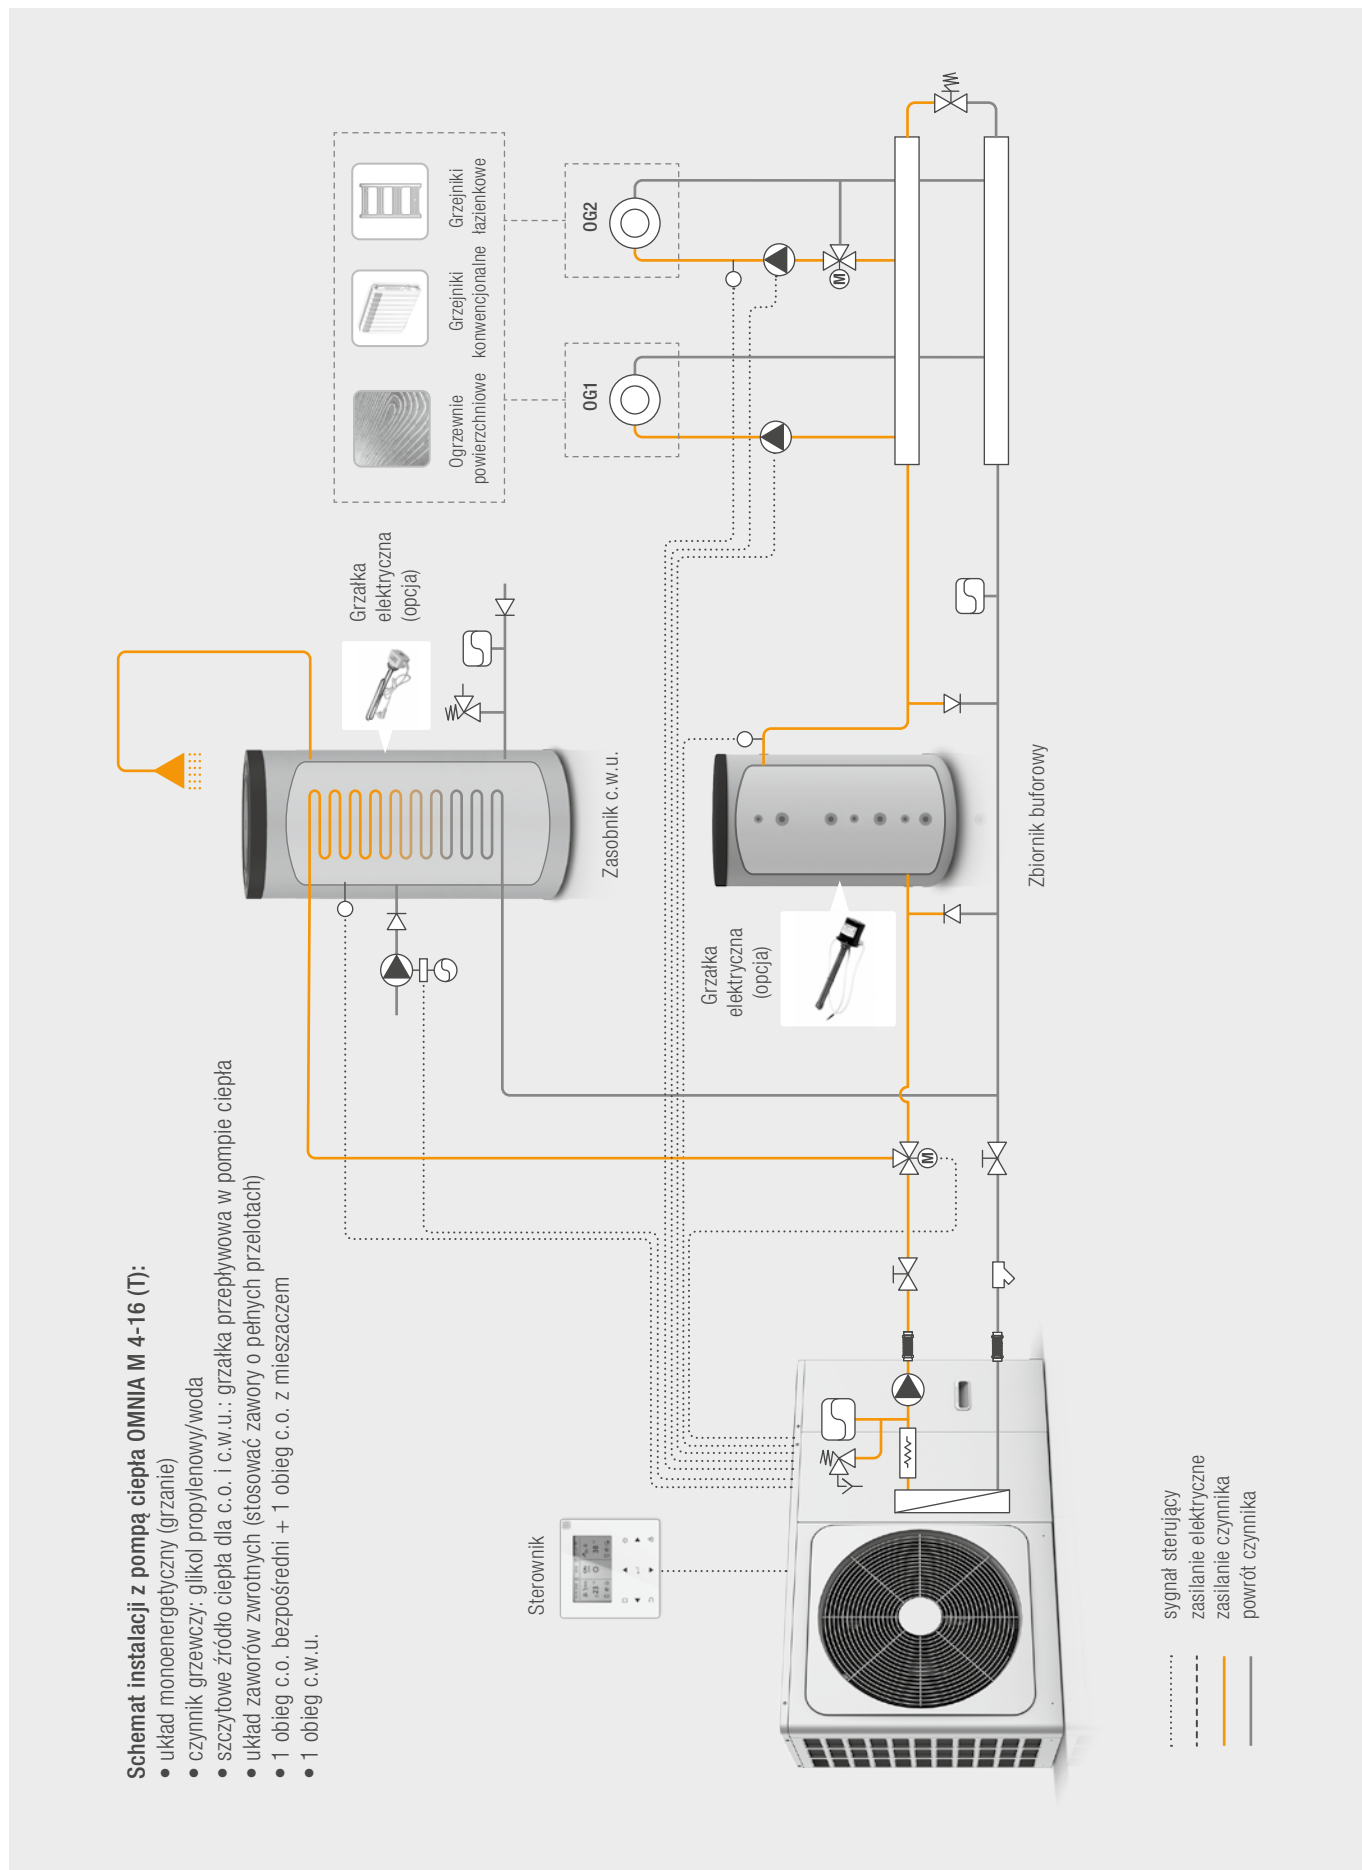 Schemat instalacji z pompą ciepła OMNIA M 4-16 (T):
● układ monoenergetyczny (grzanie)
● czynnik grzewczy: glikol propylenowy/woda
● szczytowe źródło ciepła dla c.o. i c.w.u.: grzałka przepływowa w pompie ciepła
● układ zaworów zwrotnych (stosować zawory o pełnych przelotach)
● 1 obieg c.o. bezpośredni + 1 obieg c.o. z mieszaczem
● 1 obieg c.w.u.
Sterownik
Grzałka
elektryczna
(opcja)
Zasobnik c.w.u.
Grzałka
elektryczna
(opcja)
Zbiornik buforowy
Ogrzewnie
powierzchniowe
Grzejniki
konwencjonalne
Grzejniki
łazienkowe
OG1
OG2
M
M
sygnał sterujący
zasilanie elektryczne
zasilanie czynnika
powrót czynnika